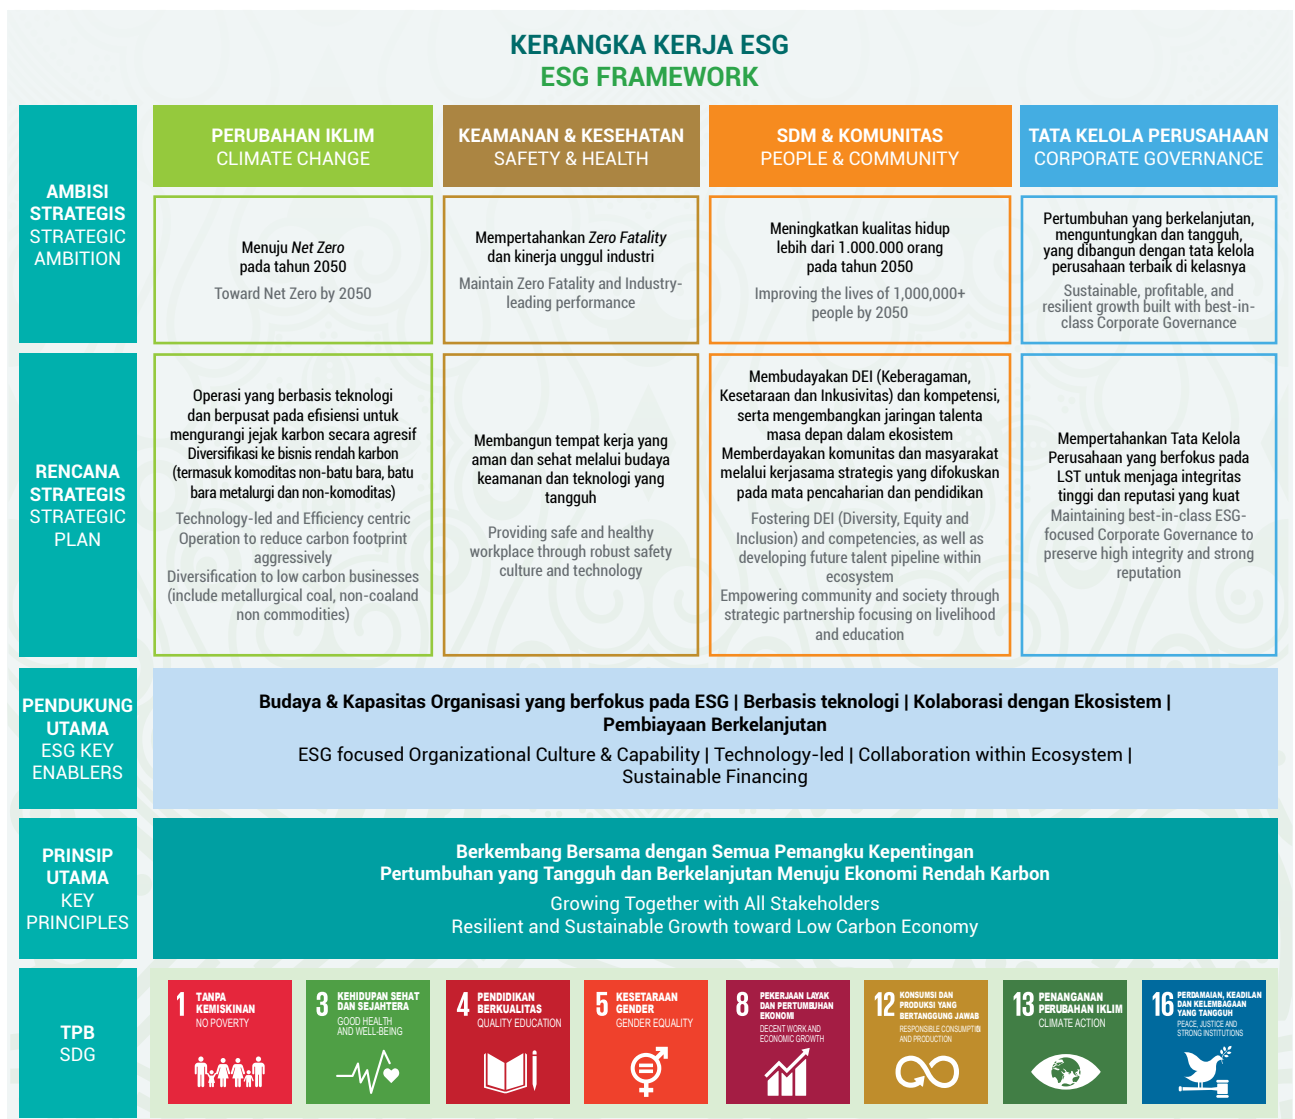 KERANGKA KERJA ESG
ESG FRAMEWORK
AMBISI
STRATEGIS
STRATEGIC
AMBITION
PERUBAHAN IKLIM
CLIMATE CHANGE
KEAMANAN & KESEHATAN
SAFETY & HEALTH
SDM & KOMUNITAS
PEOPLE & COMMUNITY
TATA KELOLA PERUSAHAAN
CORPORATE GOVERNANCE
Menuju Net Zero
pada tahun 2050
Toward Net Zero by 2050
Mempertahankan Zero Fatality
dan kinerja unggul industri
Maintain Zero Fatality and Industry-
leading performance
Meningkatkan kualitas hidup
lebih dari 1.000.000 orang
pada tahun 2050
Improving the lives of 1,000,000+
people by 2050
Pertumbuhan yang berkelanjutan,
menguntungkan dan tangguh,
yang dibangun dengan tata kelola
perusahaan terbaik di kelasnya
Sustainable, profitable, and
resilient growth built with best-in-
class Corporate Governance
RENCANA
STRATEGIS
STRATEGIC
PLAN
Operasi yang berbasis teknologi
dan berpusat pada efisiensi untuk
mengurangi jejak karbon secara agresif
Diversifikasi ke bisnis rendah karbon
(termasuk komoditas non-batu bara, batu
bara metalurgi dan non-komoditas)
Technology-led and Efficiency centric
Operation to reduce carbon footprint
aggressively
Diversification to low carbon businesses
(include metallurgical coal, non-coaland
non commodities)
Membangun tempat kerja yang
aman dan sehat melalui budaya
keamanan dan teknologi yang
tangguh
Providing safe and healthy
workplace through robust safety
culture and technology
Membudayakan DEI (Keberagaman,
Kesetaraan dan Inkusivitas) dan kompetensi,
serta mengembangkan jaringan talenta
masa depan dalam ekosistem
Memberdayakan komunitas dan masyarakat
melalui kerjasama strategis yang difokuskan
pada mata pencaharian dan pendidikan
Fostering DEI (Diversity, Equity and
Inclusion) and competencies, as well as
developing future talent pipeline within
ecosystem
Empowering community and society through
strategic partnership focusing on livelihood
and education
Mempertahankan Tata Kelola
Perusahaan yang berfokus pada
LST untuk menjaga integritas
tinggi dan reputasi yang kuat
Maintaining best-in-class ESG-
focused Corporate Governance to
preserve high integrity and strong
reputation
PENDUKUNG
UTAMA
ESG KEY
ENABLERS
Budaya & Kapasitas Organisasi yang berfokus pada ESG | Berbasis teknologi | Kolaborasi dengan Ekosistem |
Pembiayaan Berkelanjutan
ESG focused Organizational Culture & Capability | Technology-led | Collaboration within Ecosystem |
Sustainable Financing
PRINSIP
UTAMA
KEY
PRINCIPLES
Berkembang Bersama dengan Semua Pemangku Kepentingan
Pertumbuhan yang Tangguh dan Berkelanjutan Menuju Ekonomi Rendah Karbon
Growing Together with All Stakeholders
Resilient and Sustainable Growth toward Low Carbon Economy
TPB
SDG
1 TANPA
KEMISKINAN
NO POVERTY
3 KEHIDUPAN SEHAT
DAN SEJAHTERA
GOOD HEALTH
AND WELL-BEING
4 PENDIDIKAN
BERKUALITAS
QUALITY EDUCATION
5 KESETARAAN
GENDER
GENDER EQUALITY
8 PEKERJAAN LAYAK
DAN PERTUMBUHAN
EKONOMI
DECENT WORK AND
ECONOMIC GROWTH
12 KONSUMSI DAN
PRODUKSI YANG
BERTANGGUNG JAWAB
RESPONSIBLE CONSUMPTION
AND PRODUCTION
13 PENANGANAN
PERUBAHAN IKLIM
CLIMATE ACTION
16 PERDAMAIAN, KEADILAN
DAN KELEMBAGAAN
YANG TANGGUH
PEACE, JUSTICE AND
STRONG INSTITUTIONS